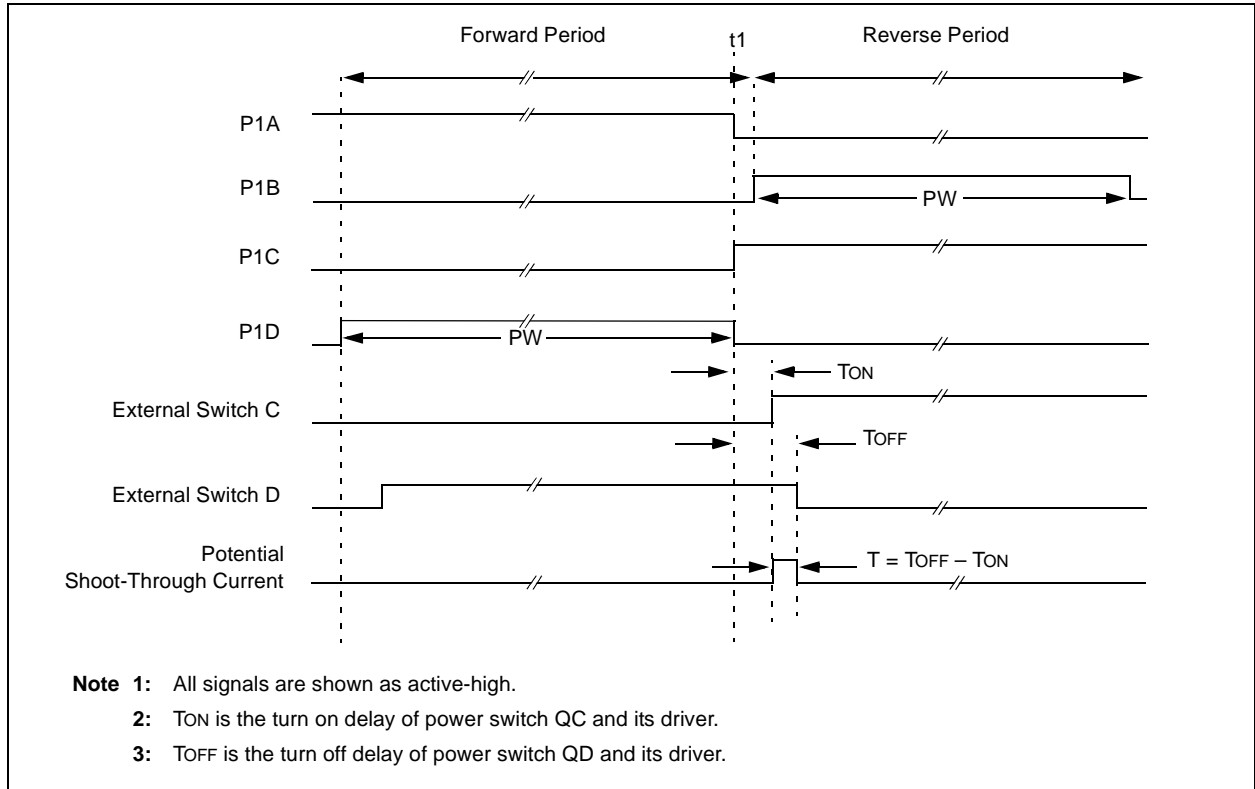 Forward Period
t1
Reverse Period
P1A
P1B
PW
P1C
P1D
PW
TON
External Switch C
TOFF
External Switch D
Potential
Shoot-Through Current
T = TOFF – TON
Note 1: All signals are shown as active-high.
2: TON is the turn on delay of power switch QC and its driver.
3: TOFF is the turn off delay of power switch QD and its driver.